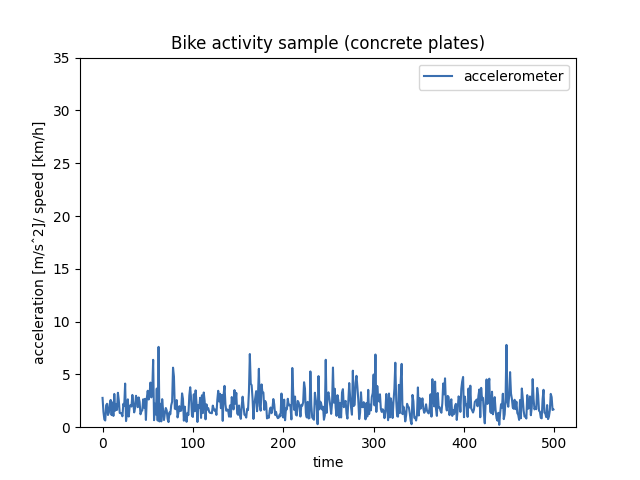 Bike activity sample (concrete plates)
accelerometer
acceleration [m/sˆ2]/ speed [km/h]
35
30
25
20
15
10
5
0
0 100 200 300 400 500
time